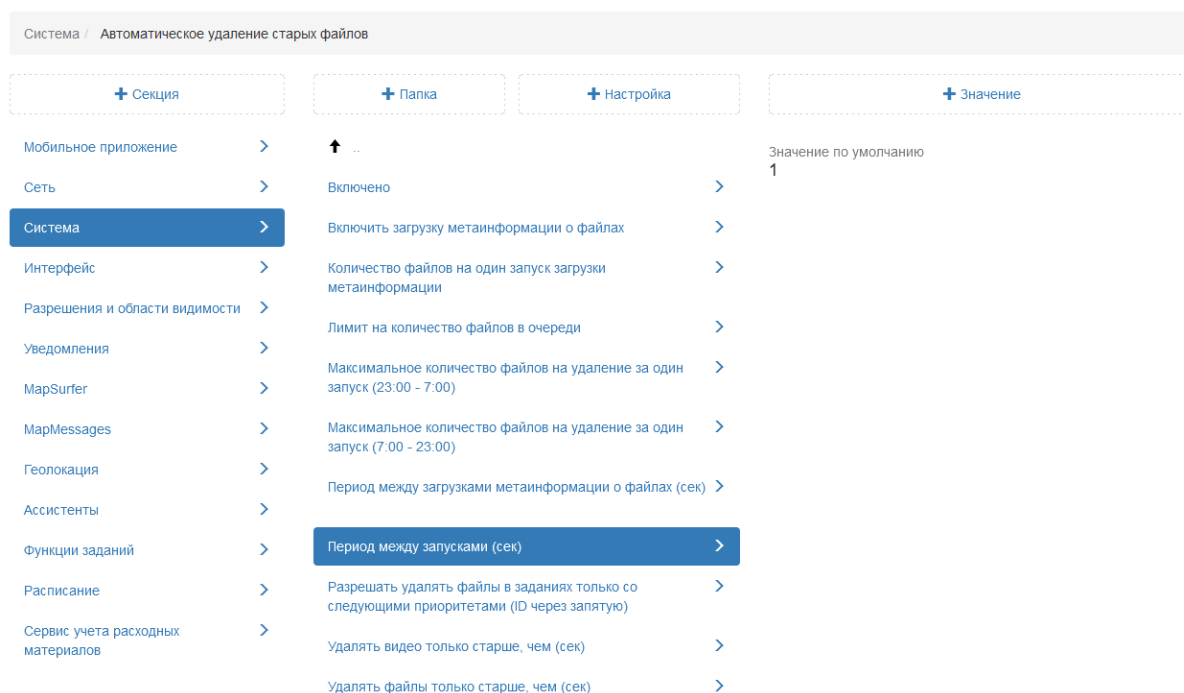 Система / Автоматическое удаление старых файлов
+ Секция
+ Папка
+ Настройка
+ Значение
Мобильное приложение
Сеть
Система
Интерфейс
Разрешения и области видимости
Уведомления
MapSurfer
MapMessages
Геолокация
Ассистенты
Функции заданий
Расписание
Сервис учета расходных
материалов
..
Включено
Включить загрузку метаинформации о файлах
Количество файлов на один запуск загрузки
метаинформации
Лимит на количество файлов в очереди
Максимальное количество файлов на удаление за один
запуск (23:00 - 7:00)
Максимальное количество файлов на удаление за один
запуск (7:00 - 23:00)
Период между загрузками метаинформации о файлах (сек)
Период между запусками (сек)
Разрешать удалять файлы в заданиях только со
следующими приоритетами (ID через запятую)
Удалять видео только старше, чем (сек)
Удалять файлы только старше, чем (сек)
Значение по умолчанию
1